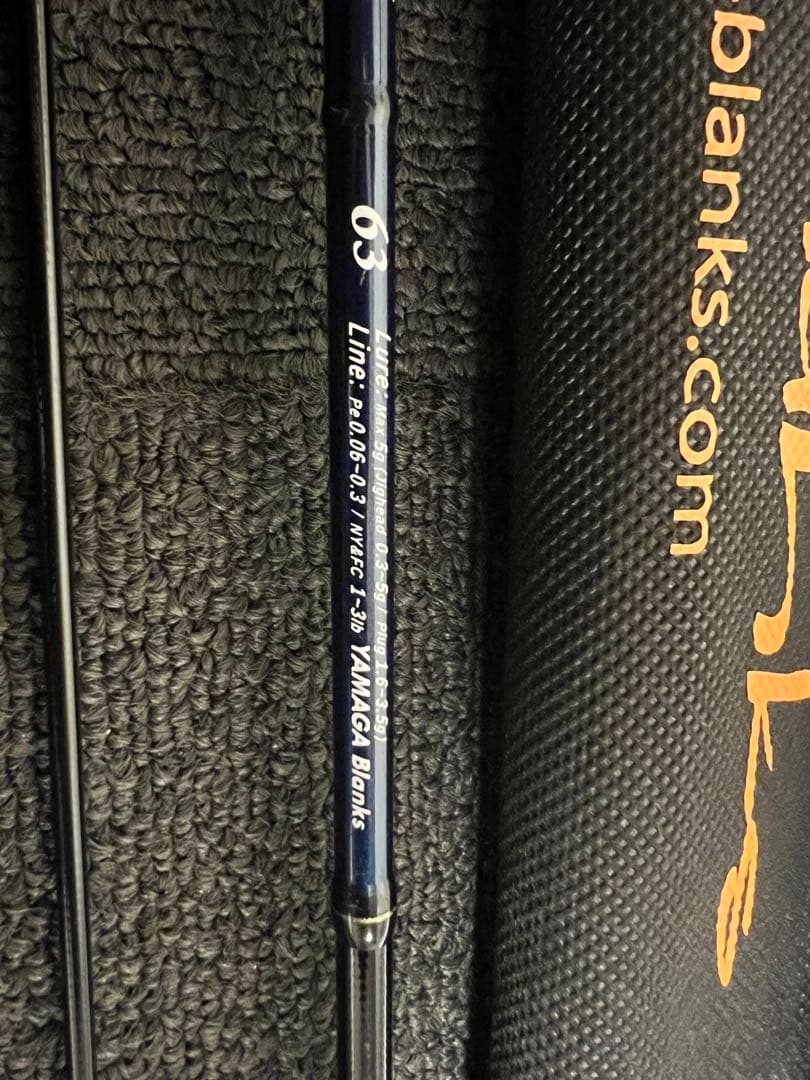 63
Lure: Max 5g (Jighead 0.3-5g / Plug 1.6-3.5g)
Line: Pe 0.06-0.3 / NY&FC 1-3lb YAMAGA Blanks
-blanks.com